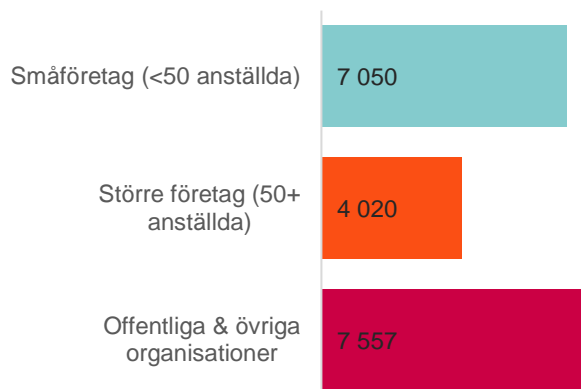 Småföretag (<50 anställda)
7 050
Större företag (50+
anställda)
4 020
Offentliga & övriga
organisationer
7 557